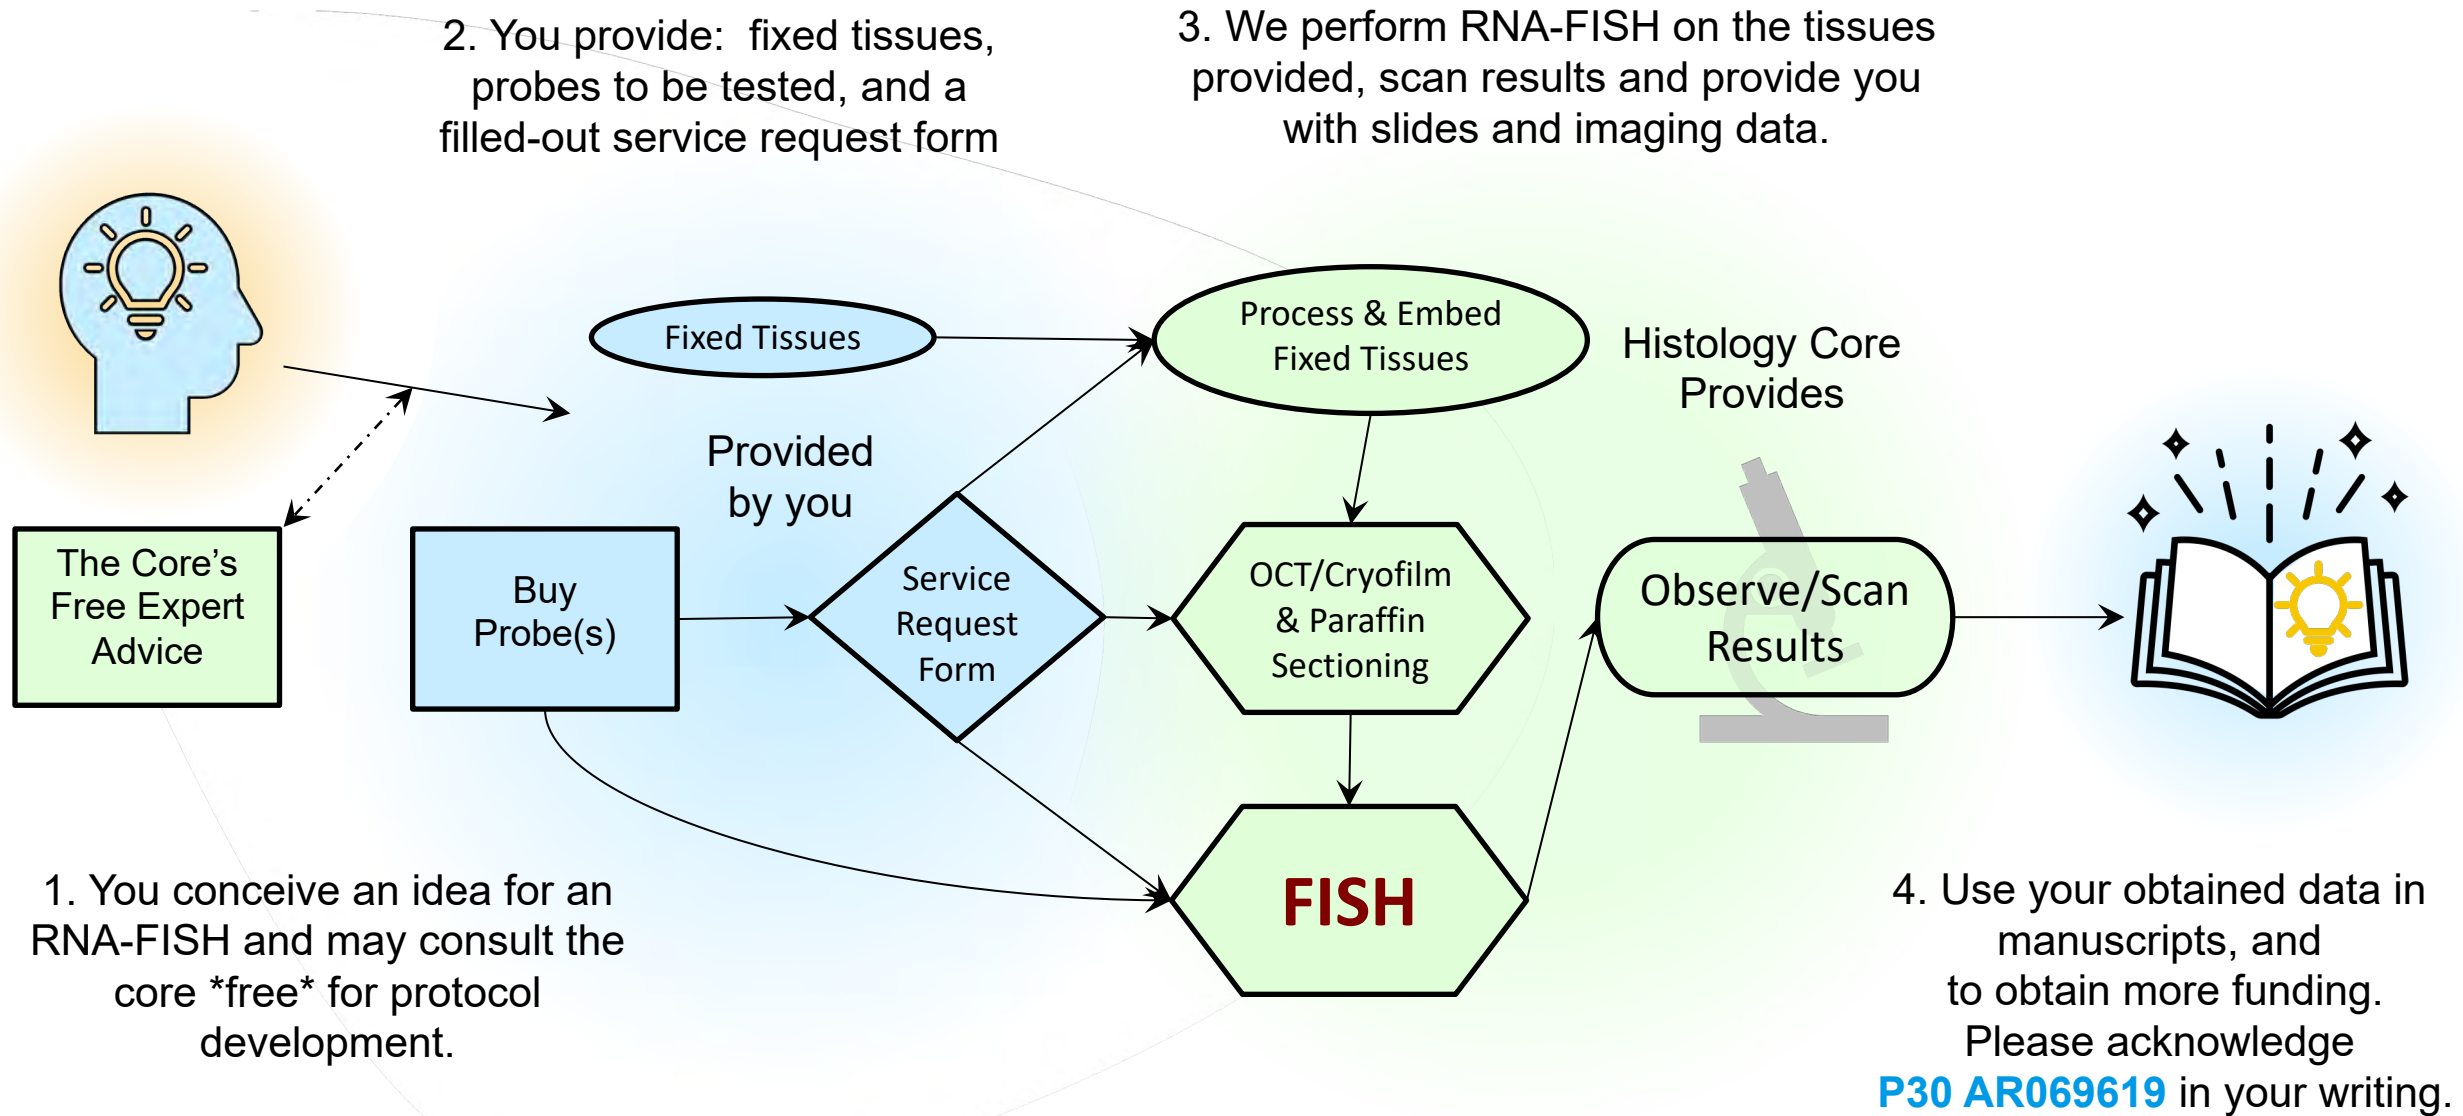 2. You provide:  fixed tissues,
probes to be tested, and a
filled-out service request form
3. We perform RNA-FISH on the tissues
provided, scan results and provide you
with slides and imaging data.
Fixed Tissues
Process & Embed
Fixed Tissues
Histology Core
Provides
Provided
by you
The Core’s
Free Expert
Advice
Buy
Probe(s)
Service
Request
Form
OCT/Cryofilm
& Paraffin
Sectioning
Observe/Scan
Results
FISH
1. You conceive an idea for an
RNA-FISH and may consult the
core *free* for protocol
development.
4. Use your obtained data in
manuscripts, and
to obtain more funding.
Please acknowledge
P30 AR069619 in your writing.